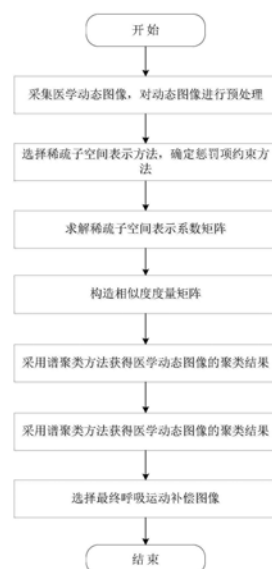 开始
采集医学动态图像，对动态图像进行预处理
选择稀疏子空间表示方法，确定惩罚项约束方
法
求解稀疏子空间表示系数矩阵
构造相似度度量矩阵
采用谱聚类方法获得医学动态图像的聚类结果
采用谱聚类方法获得医学动态图像的聚类结果
选择最终呼吸运动补偿图像
结束